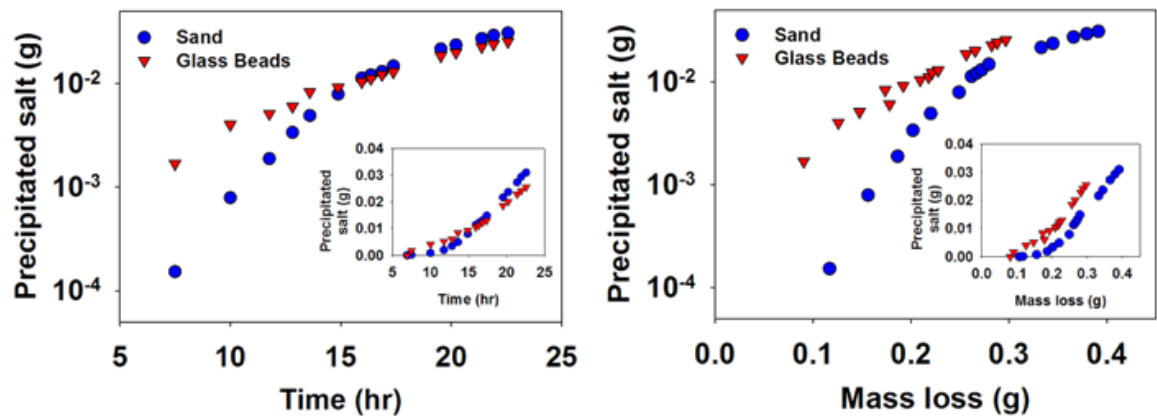 Precipitated salt (g)
10⁻²
10⁻³
10⁻⁴
Sand
Glass Beads
Precipitated
salt (g)
0.04
0.03
0.02
0.01
0.00
5 10 15 20 25
Time (hr)
5 10 15 20 25
Time (hr)
Precipitated salt (g)
10⁻²
10⁻³
10⁻⁴
Sand
Glass Beads
Precipitated
salt (g)
0.04
0.03
0.02
0.01
0.00
0.0 0.1 0.2 0.3 0.4
Mass loss (g)
0.0 0.1 0.2 0.3 0.4
Mass loss (g)